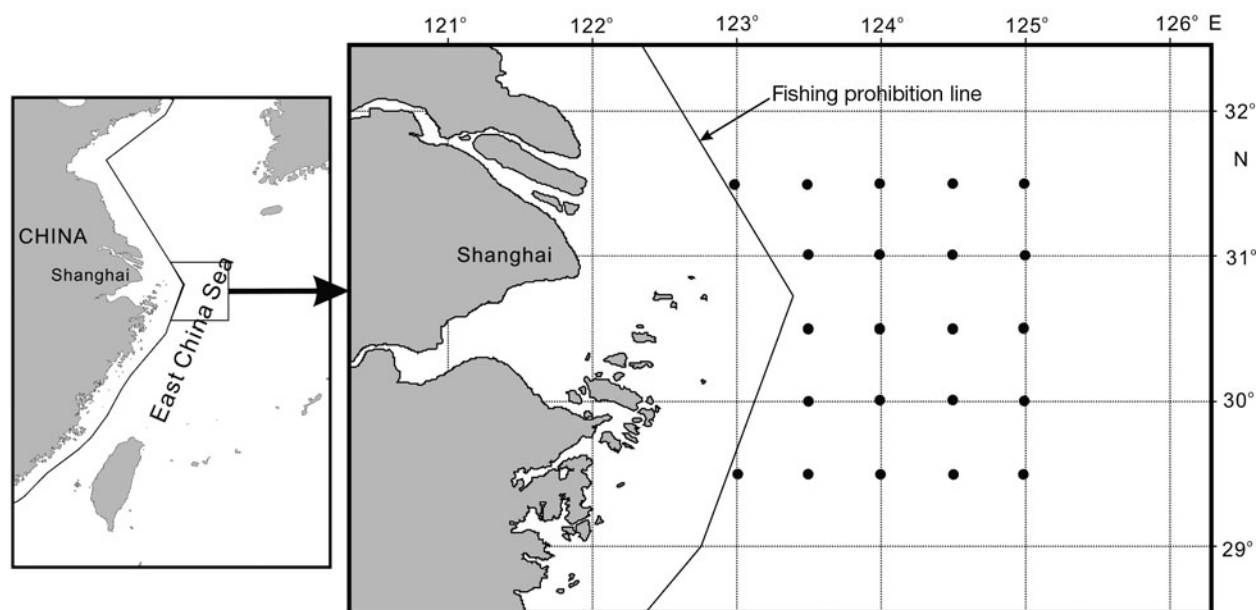 121° 122° 123° 124° 125° 126° E
Fishing prohibition line
32°
N
CHINA
Shanghai
East China Sea
Shanghai
31°
30°
29°